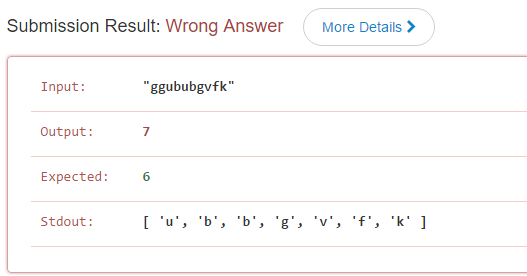 Submission Result: Wrong Answer More Details
Input: "ggububgvfk"
Output: 7
Expected: 6
Stdout: [ 'u', 'b', 'b', 'g', 'v', 'f', 'k' ]